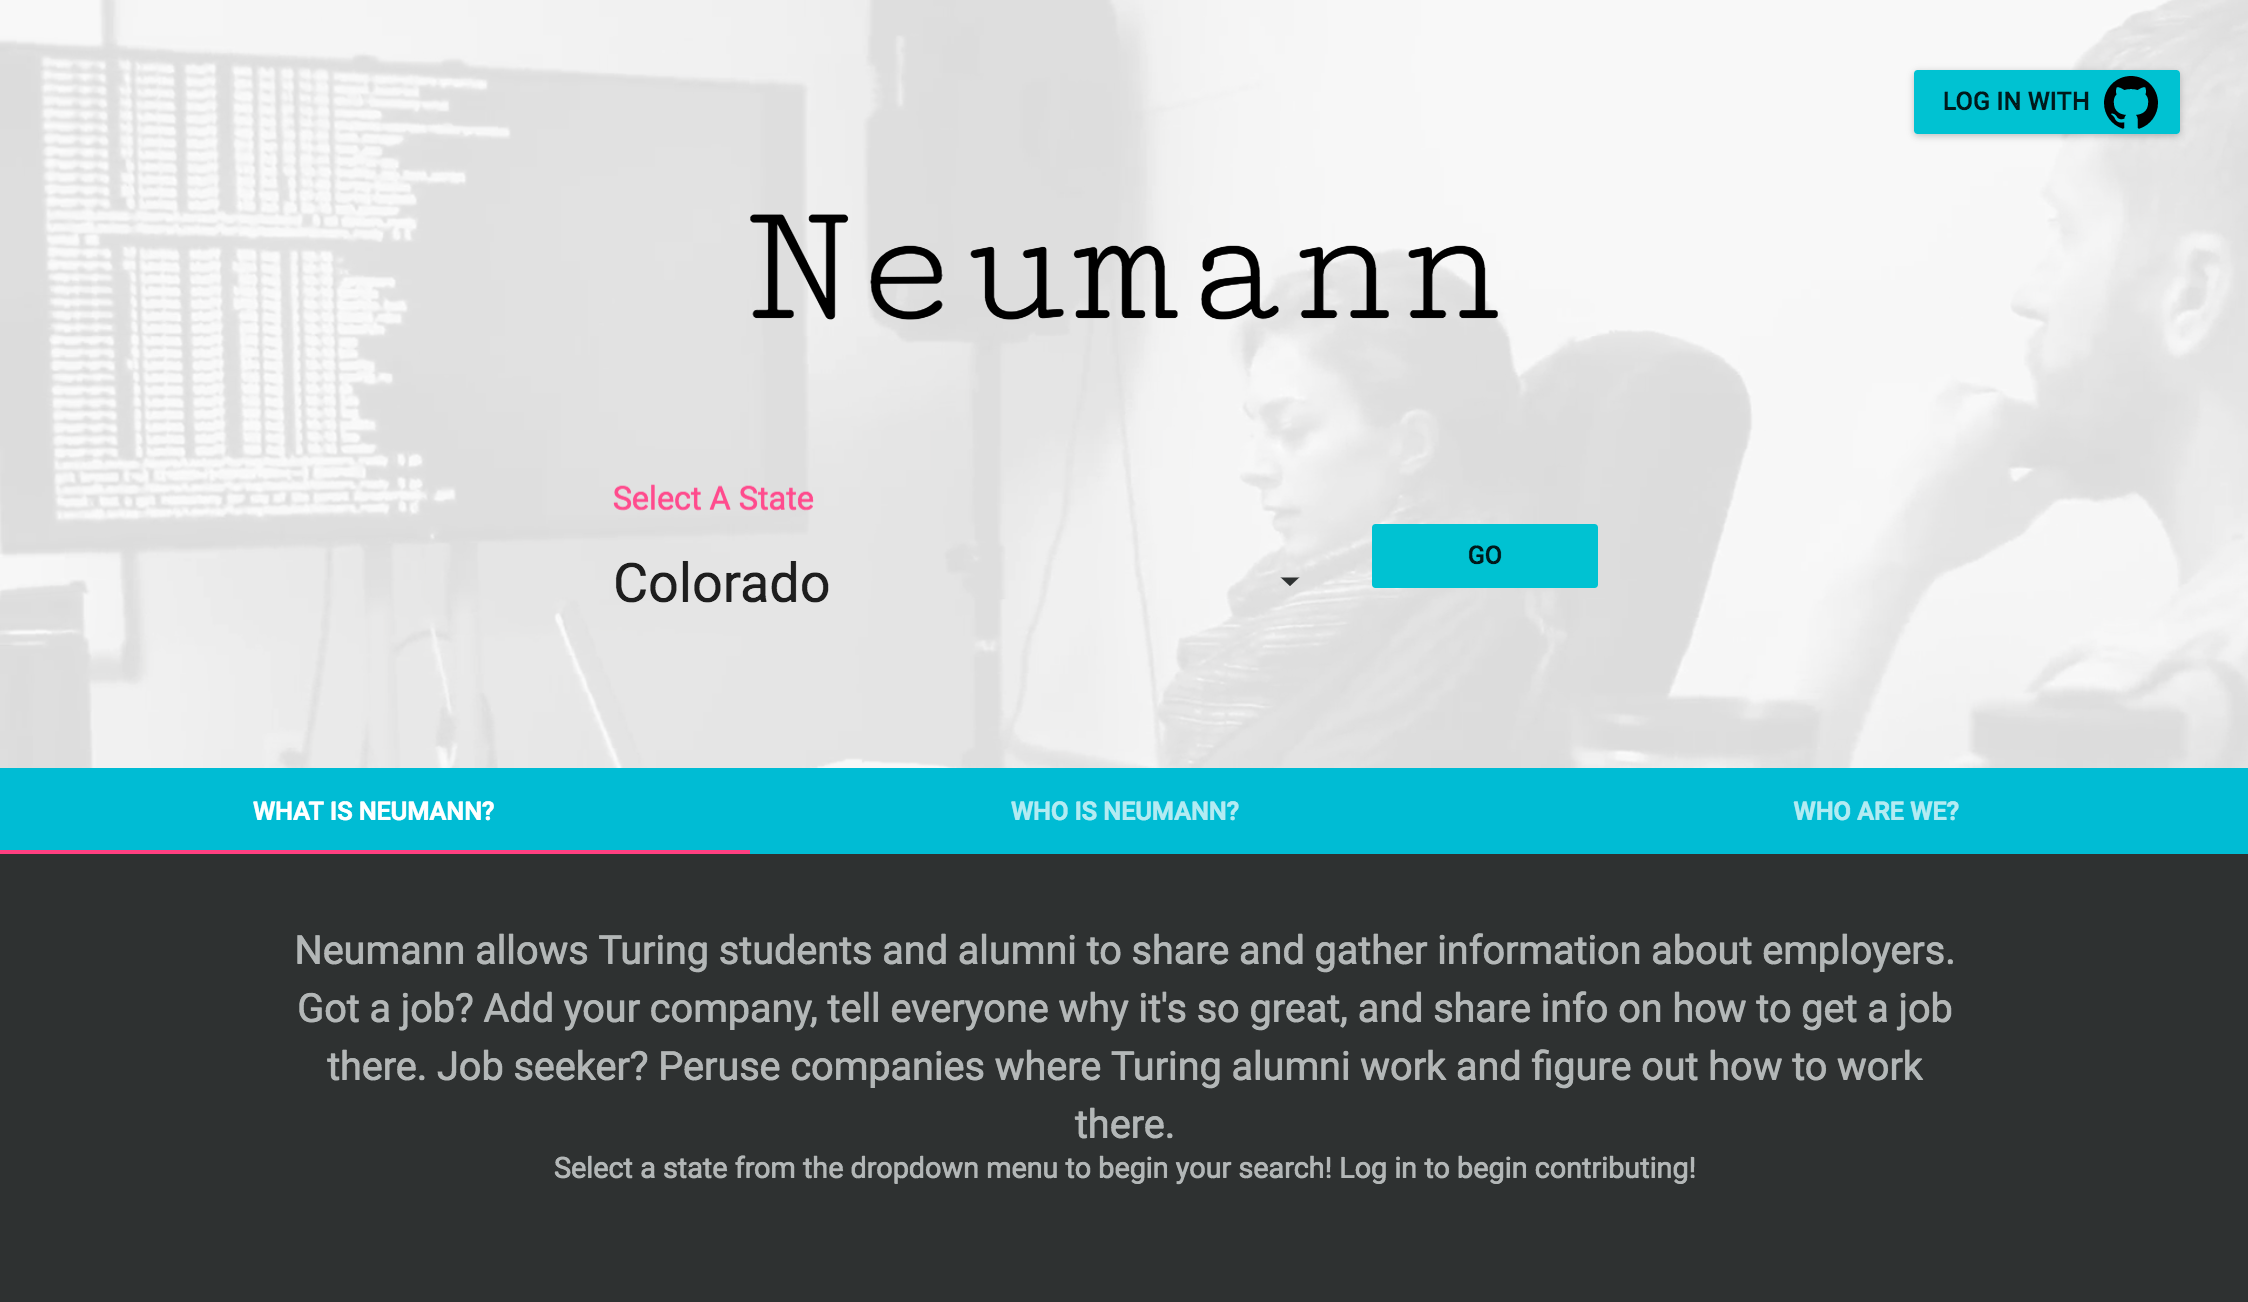 LOG IN WITH
Neumann
Select A State
Colorado
GO
WHAT IS NEUMANN?
WHO IS NEUMANN?
WHO ARE WE?
Neumann allows Turing students and alumni to share and gather information about employers.
Got a job? Add your company, tell everyone why it's so great, and share info on how to get a job
there. Job seeker? Peruse companies where Turing alumni work and figure out how to work
there.
Select a state from the dropdown menu to begin your search! Log in to begin contributing!